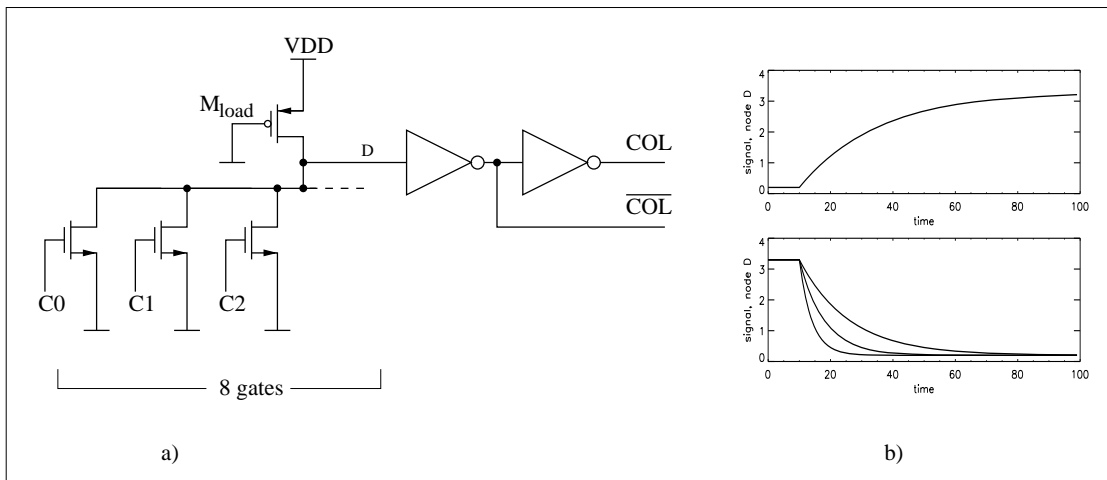 VDD
Mload
D
COL
COL
C0
C1
C2
8 gates
a)
signal, node D
4
3
2
1
0
0 20 40 60 80 100
time
signal, node D
4
3
2
1
0
0 20 40 60 80 100
time
b)